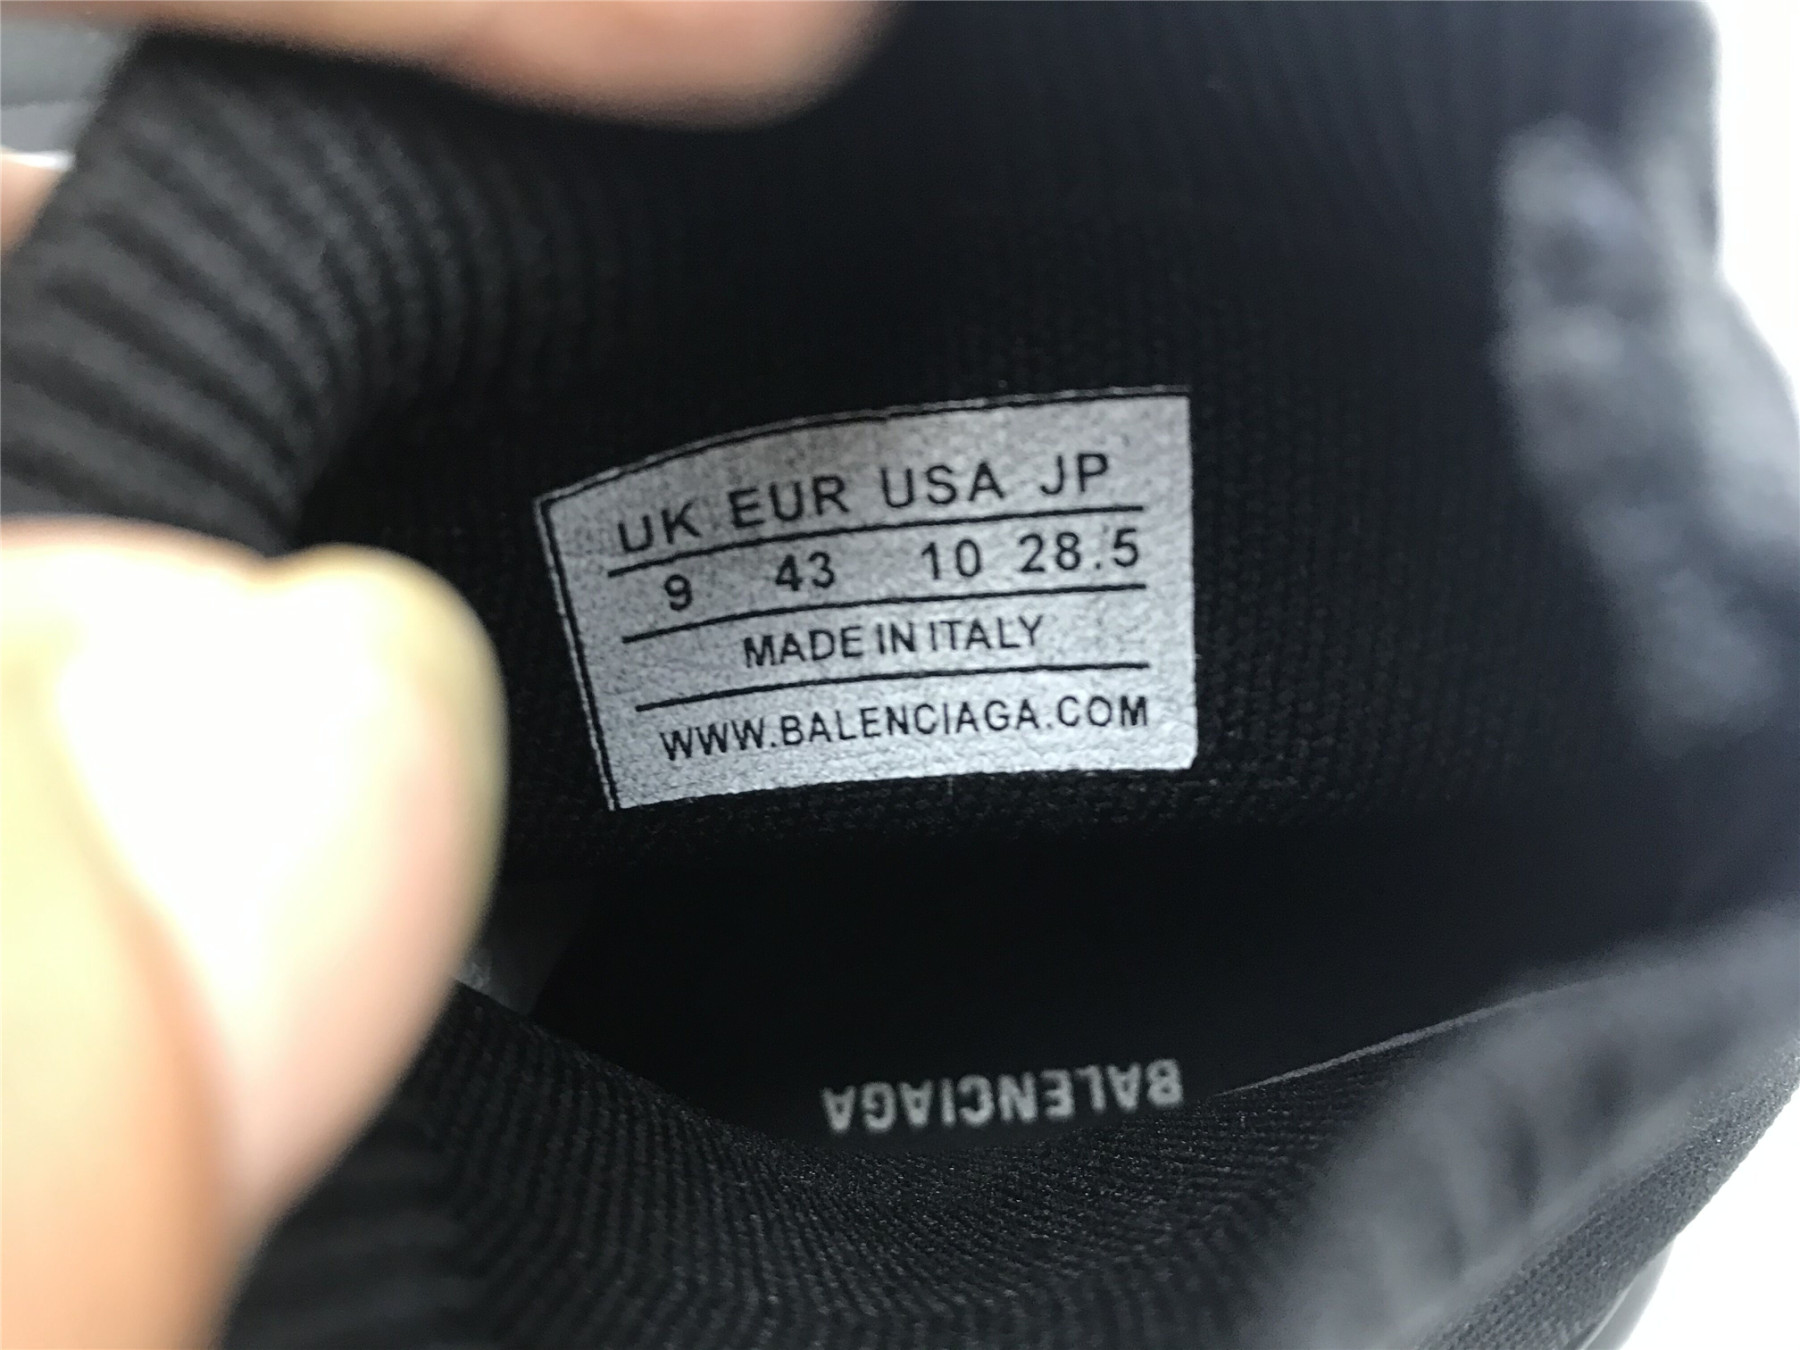 UK EUR USA JP
9 43 10 28.5
MADE IN ITALY
WWW.BALENCIAGA.COM
BALENCIAGA